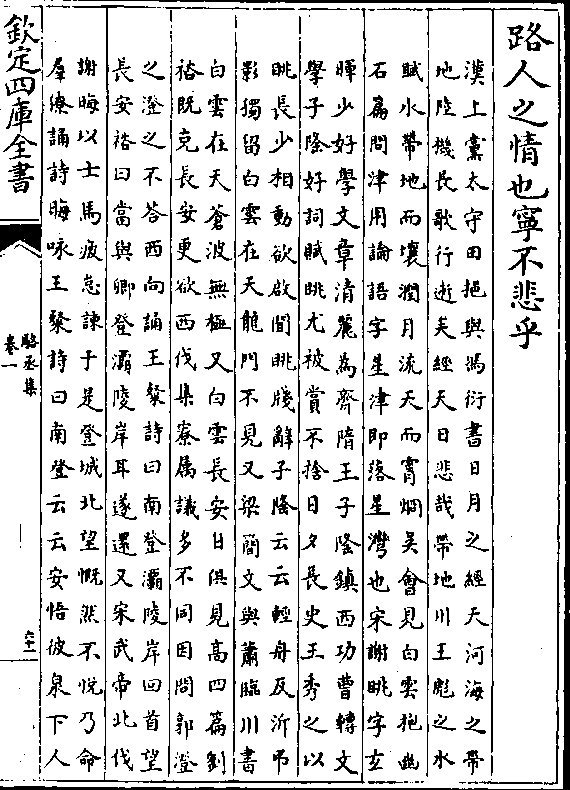 路人之情也寧不悲乎
漢上黨太守田邑與馮衍書日月之經天河海之帶
地陸機長歌行逝矣經天日悲哉帶地川王彪之水
賦水帶地而壤潤月流天而霄烱吴會見白雲抱幽
石篇問津用論語字星津即落星灣也宋謝眺字玄
暉少好學文章清麗為齊隋王子隆鎮西功曹轉文
學子隆好詞賦眺尤被賞不捨日夕長史王秀之以
眺長少相動欲啟聞眺牋辭子隆云云輕舟反泝弔
影獨留白雲在天龍門不見又梁簡文與蕭臨川書
白雲在天蒼波無極又白雲長安日俱見高四篇劉
裕既克長安更欲西伐集寮属議多不同因問郭澄
之澄之不荅西向誦王粲詩曰南登灞陵岸回首望
長安裕曰當與卿登灞陵岸耳遂還又宋武帝北伐
謝晦以士馬疲怠諫于是登城北望慨然不悦乃命
羣僚誦詩晦咏王粲詩曰南登云云安悟彼泉下人
欽定四庫全書
駱丞集
卷一
六十一